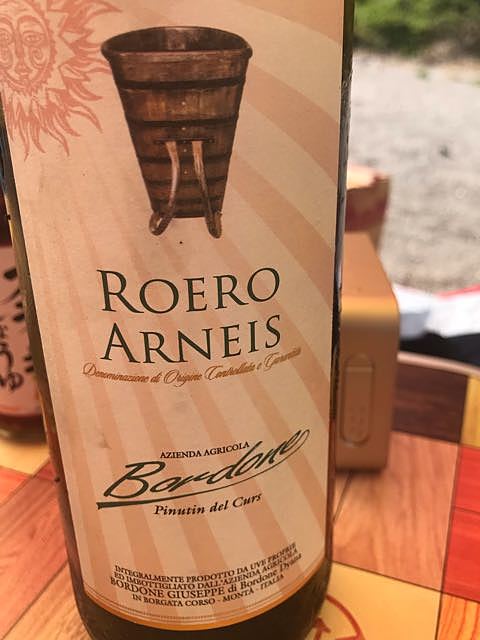 ROERO
ARNEIS
Denominazione di Origine Controllata e Garantita
AZIENDA AGRICOLA
Bordone
Pinutin del Curs
INTEGRALMENTE PRODOTTO DA UVE PROPRIE
ED IMBOTTIGLIATO DALL'AZIENDA AGRICOLA
BORDONE GIUSEPPE di Bordone Dyana
IN BORGATA CORSO - MONTÀ - ITALIA